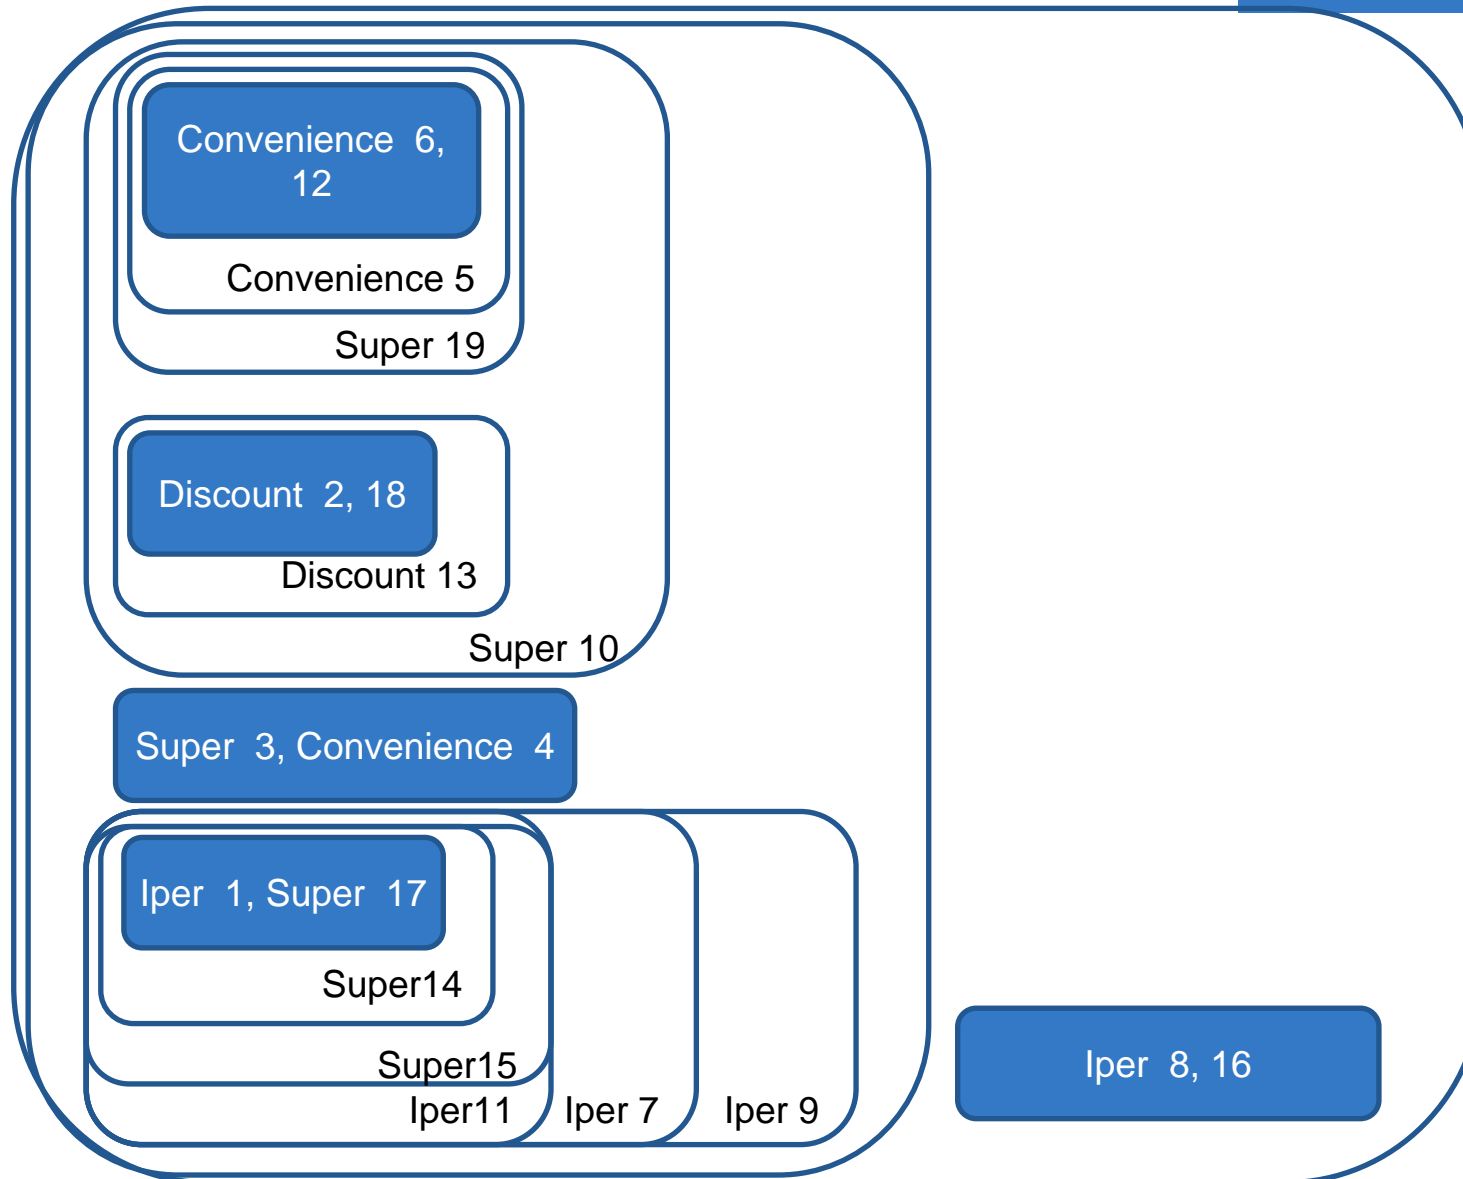 Convenience  6,
12
Convenience 5
Super 19
Discount  2, 18
Discount 13
Super 10
Super  3, Convenience  4
Iper  1, Super  17
Super14
Super15
Iper11
Iper 7
Iper 9
Iper  8, 16